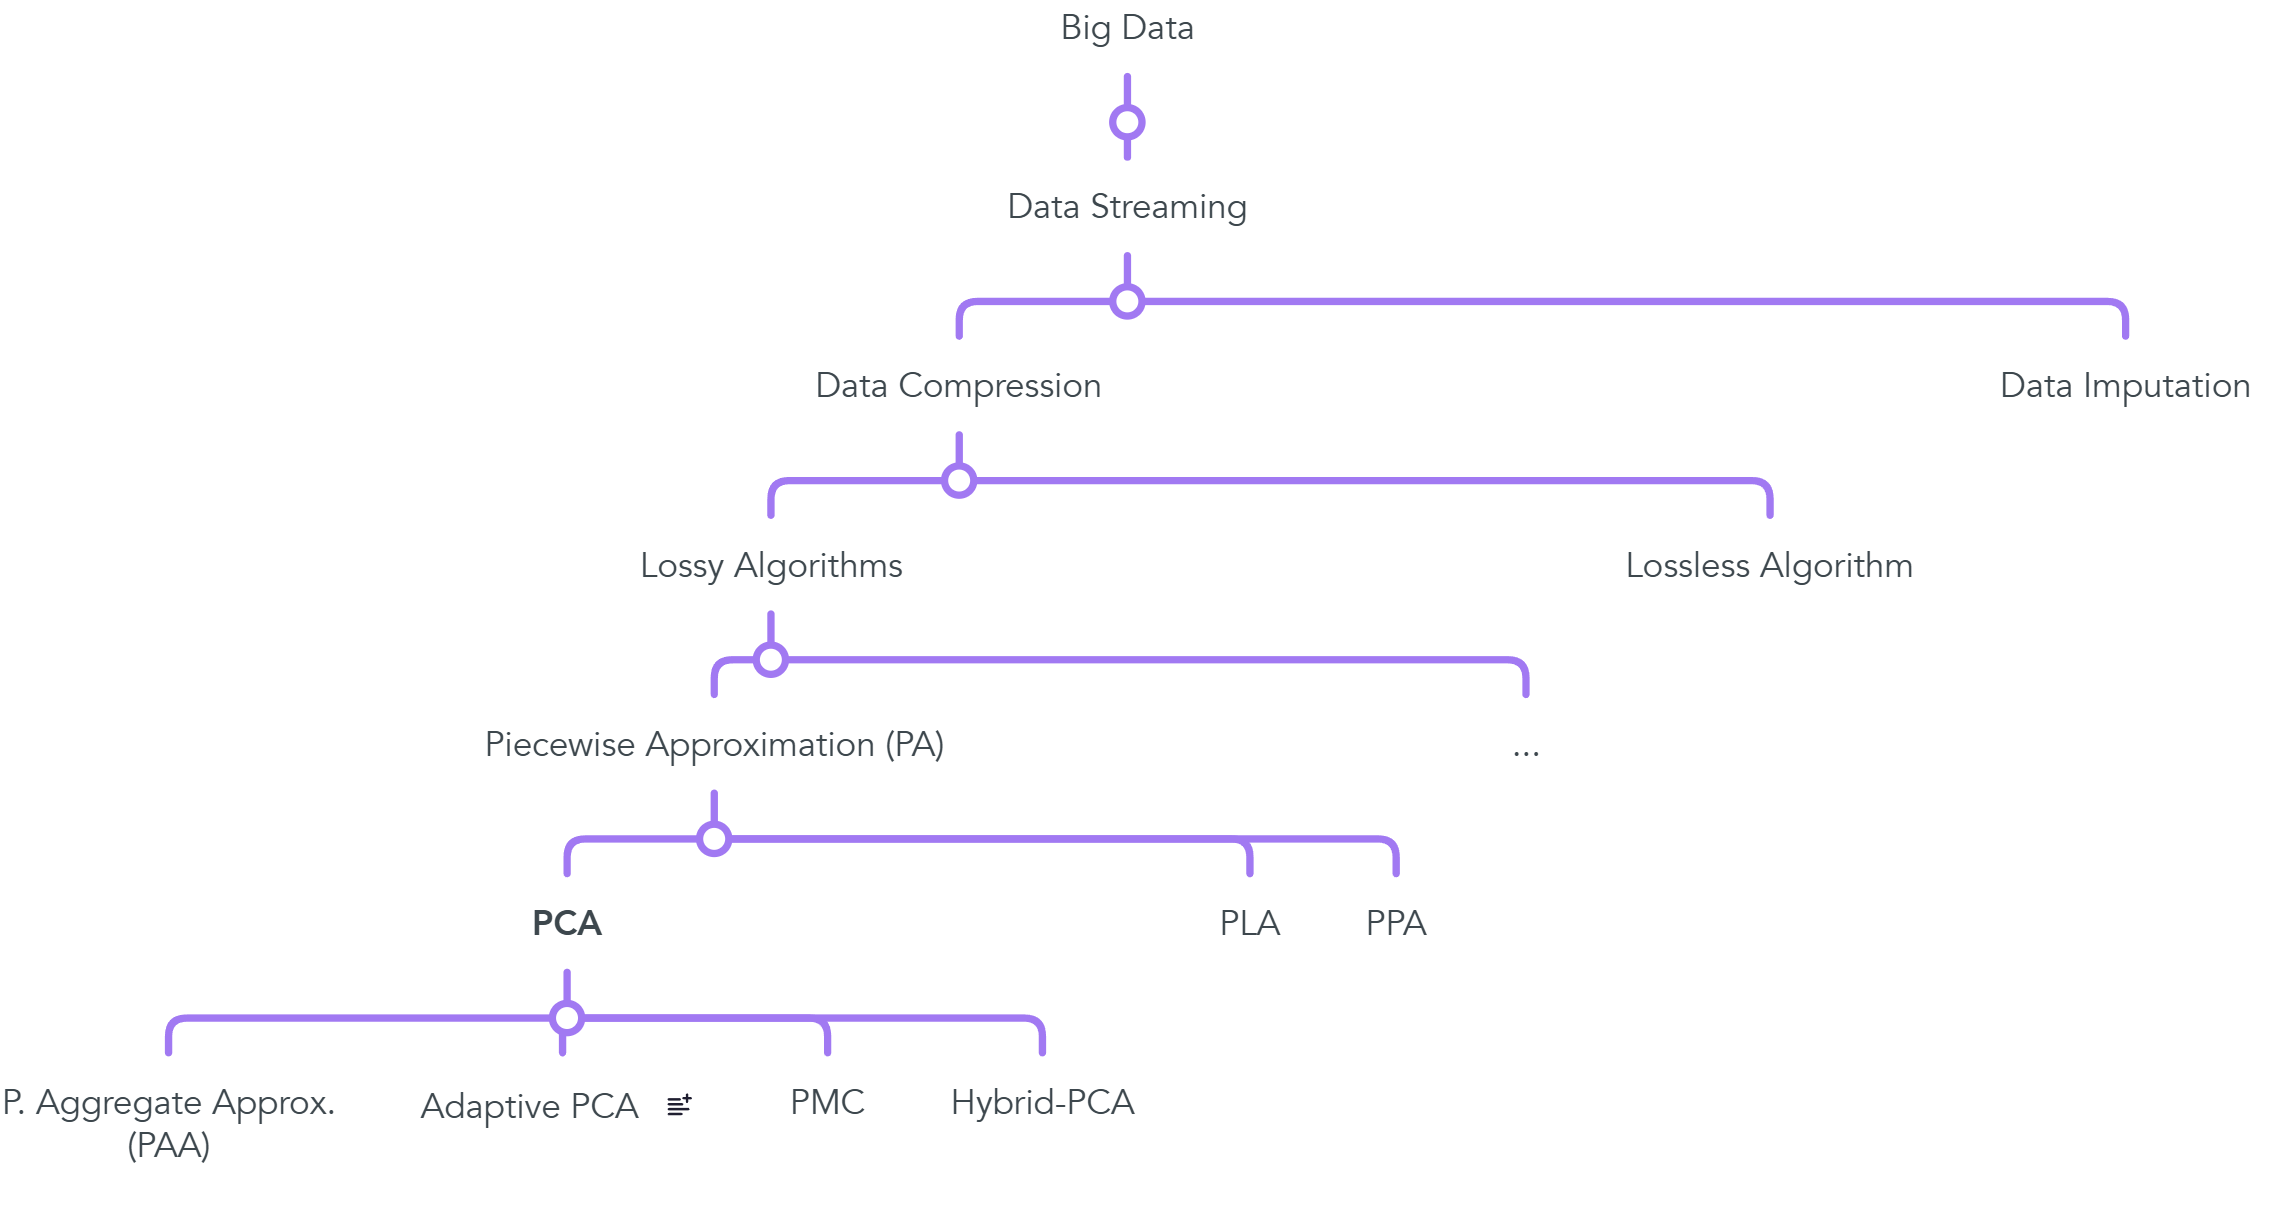 Big Data
Data Streaming
Data Compression
Data Imputation
Lossy Algorithms
Lossless Algorithm
Piecewise Approximation (PA)
...
PCA
PLA
PPA
P. Aggregate Approx.
(PAA)
Adaptive PCA
PMC
Hybrid-PCA